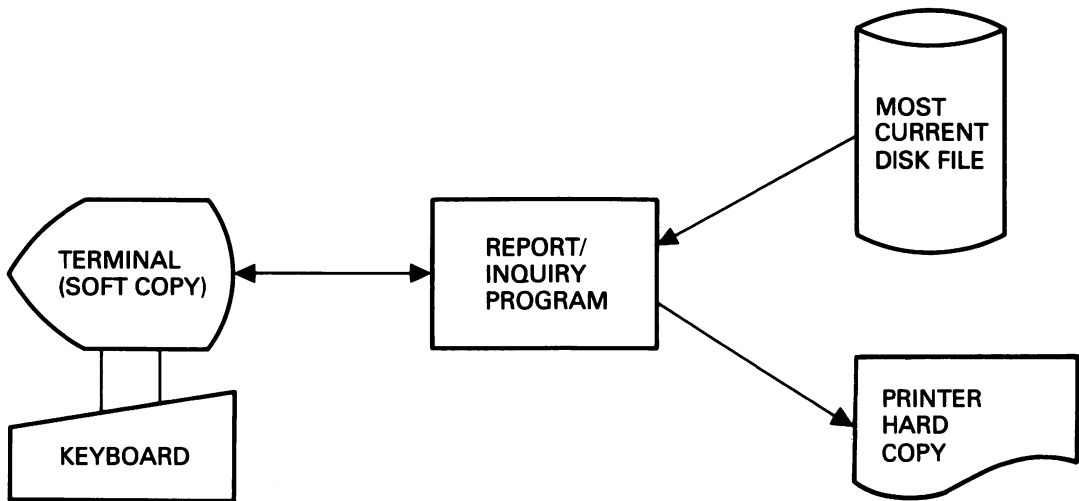 MOST
CURRENT
DISK FILE
TERMINAL
(SOFT COPY)
REPORT/
INQUIRY
PROGRAM
PRINTER
HARD
COPY
KEYBOARD